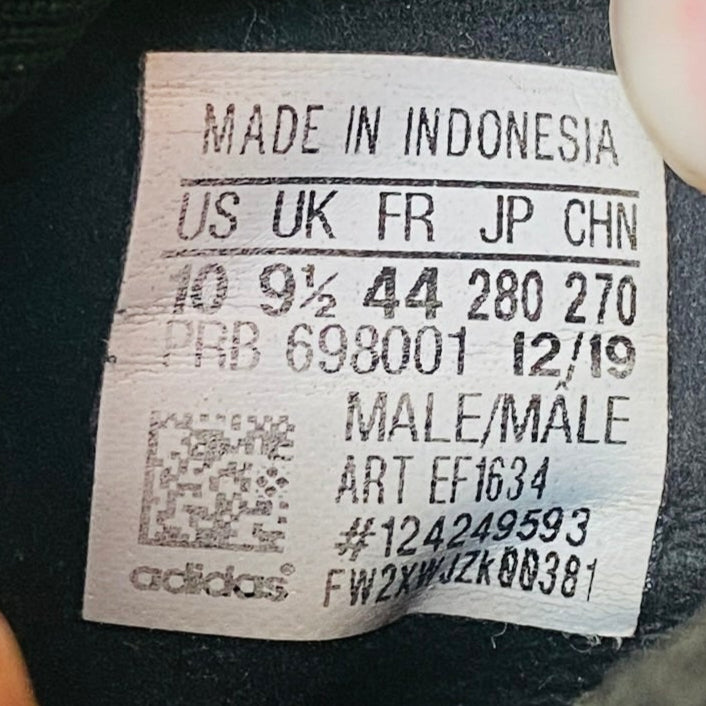 MADE IN INDONESIA
US UK FR JP CHN
10 9½ 44 280 270
PRB 698001 12/19
MALE/MÂLE
ART EF1634
#124249593
adidas® FW2XWJZK00381